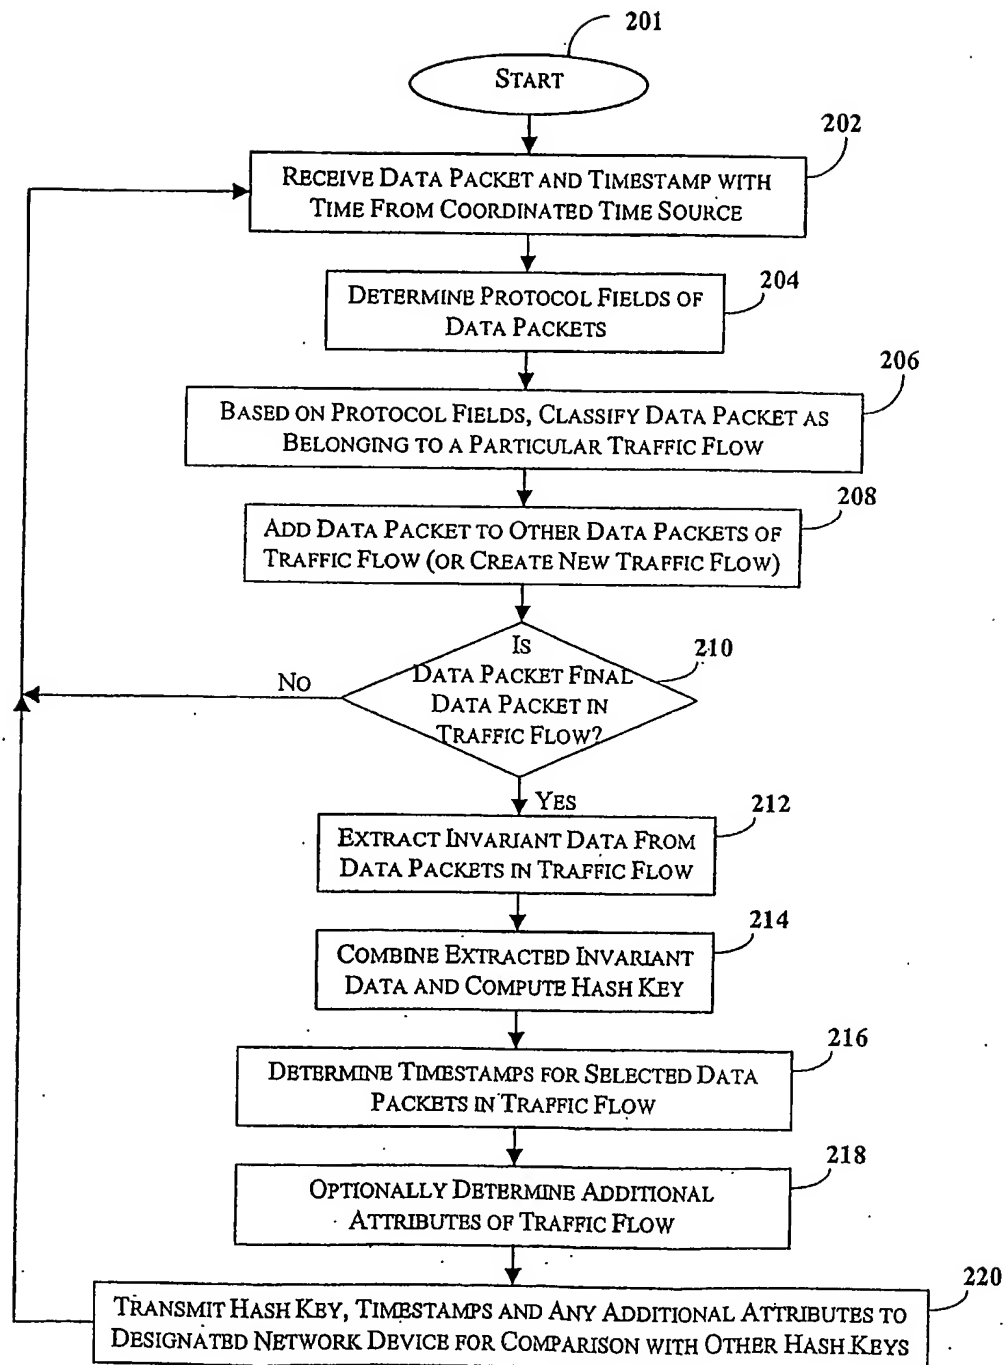 201
START
202
RECEIVE DATA PACKET AND TIMESTAMP WITH
TIME FROM COORDINATED TIME SOURCE
204
DETERMINE PROTOCOL FIELDS OF
DATA PACKETS
206
BASED ON PROTOCOL FIELDS, CLASSIFY DATA PACKET AS
BELONGING TO A PARTICULAR TRAFFIC FLOW
208
ADD DATA PACKET TO OTHER DATA PACKETS OF
TRAFFIC FLOW (OR CREATE NEW TRAFFIC FLOW)
210
IS
DATA PACKET FINAL
DATA PACKET IN
TRAFFIC FLOW?
NO
YES
212
EXTRACT INVARIANT DATA FROM
DATA PACKETS IN TRAFFIC FLOW
214
COMBINE EXTRACTED INVARIANT
DATA AND COMPUTE HASH KEY
216
DETERMINE TIMESTAMPS FOR SELECTED DATA
PACKETS IN TRAFFIC FLOW
218
OPTIONALLY DETERMINE ADDITIONAL
ATTRIBUTES OF TRAFFIC FLOW
220
TRANSMIT HASH KEY, TIMESTAMPS AND ANY ADDITIONAL ATTRIBUTES TO
DESIGNATED NETWORK DEVICE FOR COMPARISON WITH OTHER HASH KEYS